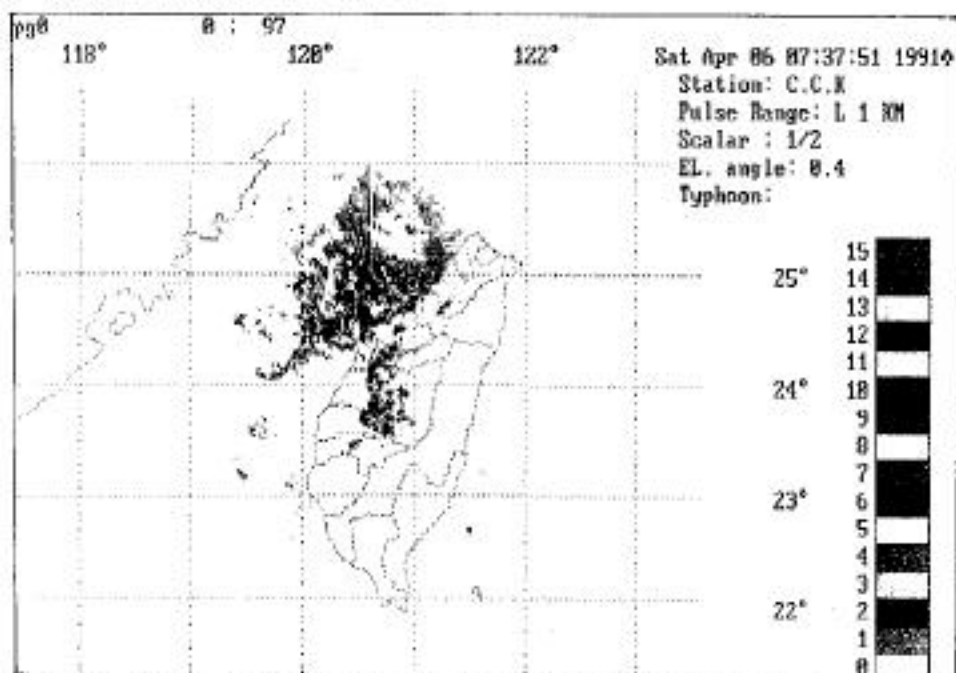 pg0 0 : 97
118° 120° 122°
Sat Apr 06 07:37:51 1991
Station: C.C.K
Pulse Range: L 1 KM
Scalar : 1/2
EL. angle: 0.4
Typhoon:
25°
24°
23°
22°
15
14
13
12
11
10
9
8
7
6
5
4
3
2
1
0